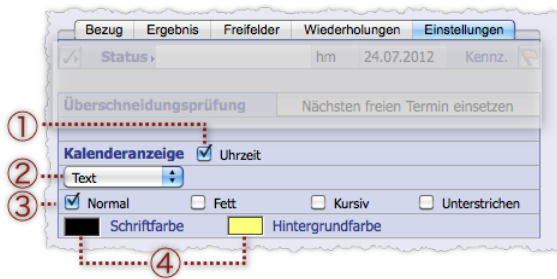 Bezug Ergebnis Freifelder Wiederholungen Einstellungen
Status hm 24.07.2012 Kennz.
Überschneidungsprüfung Nächsten freien Termin einsetzen
1
Kalenderanzeige Uhrzeit
2 Text
3 Normal Fett Kursiv Unterstrichen
Schriftfarbe Hintergrundfarbe
4